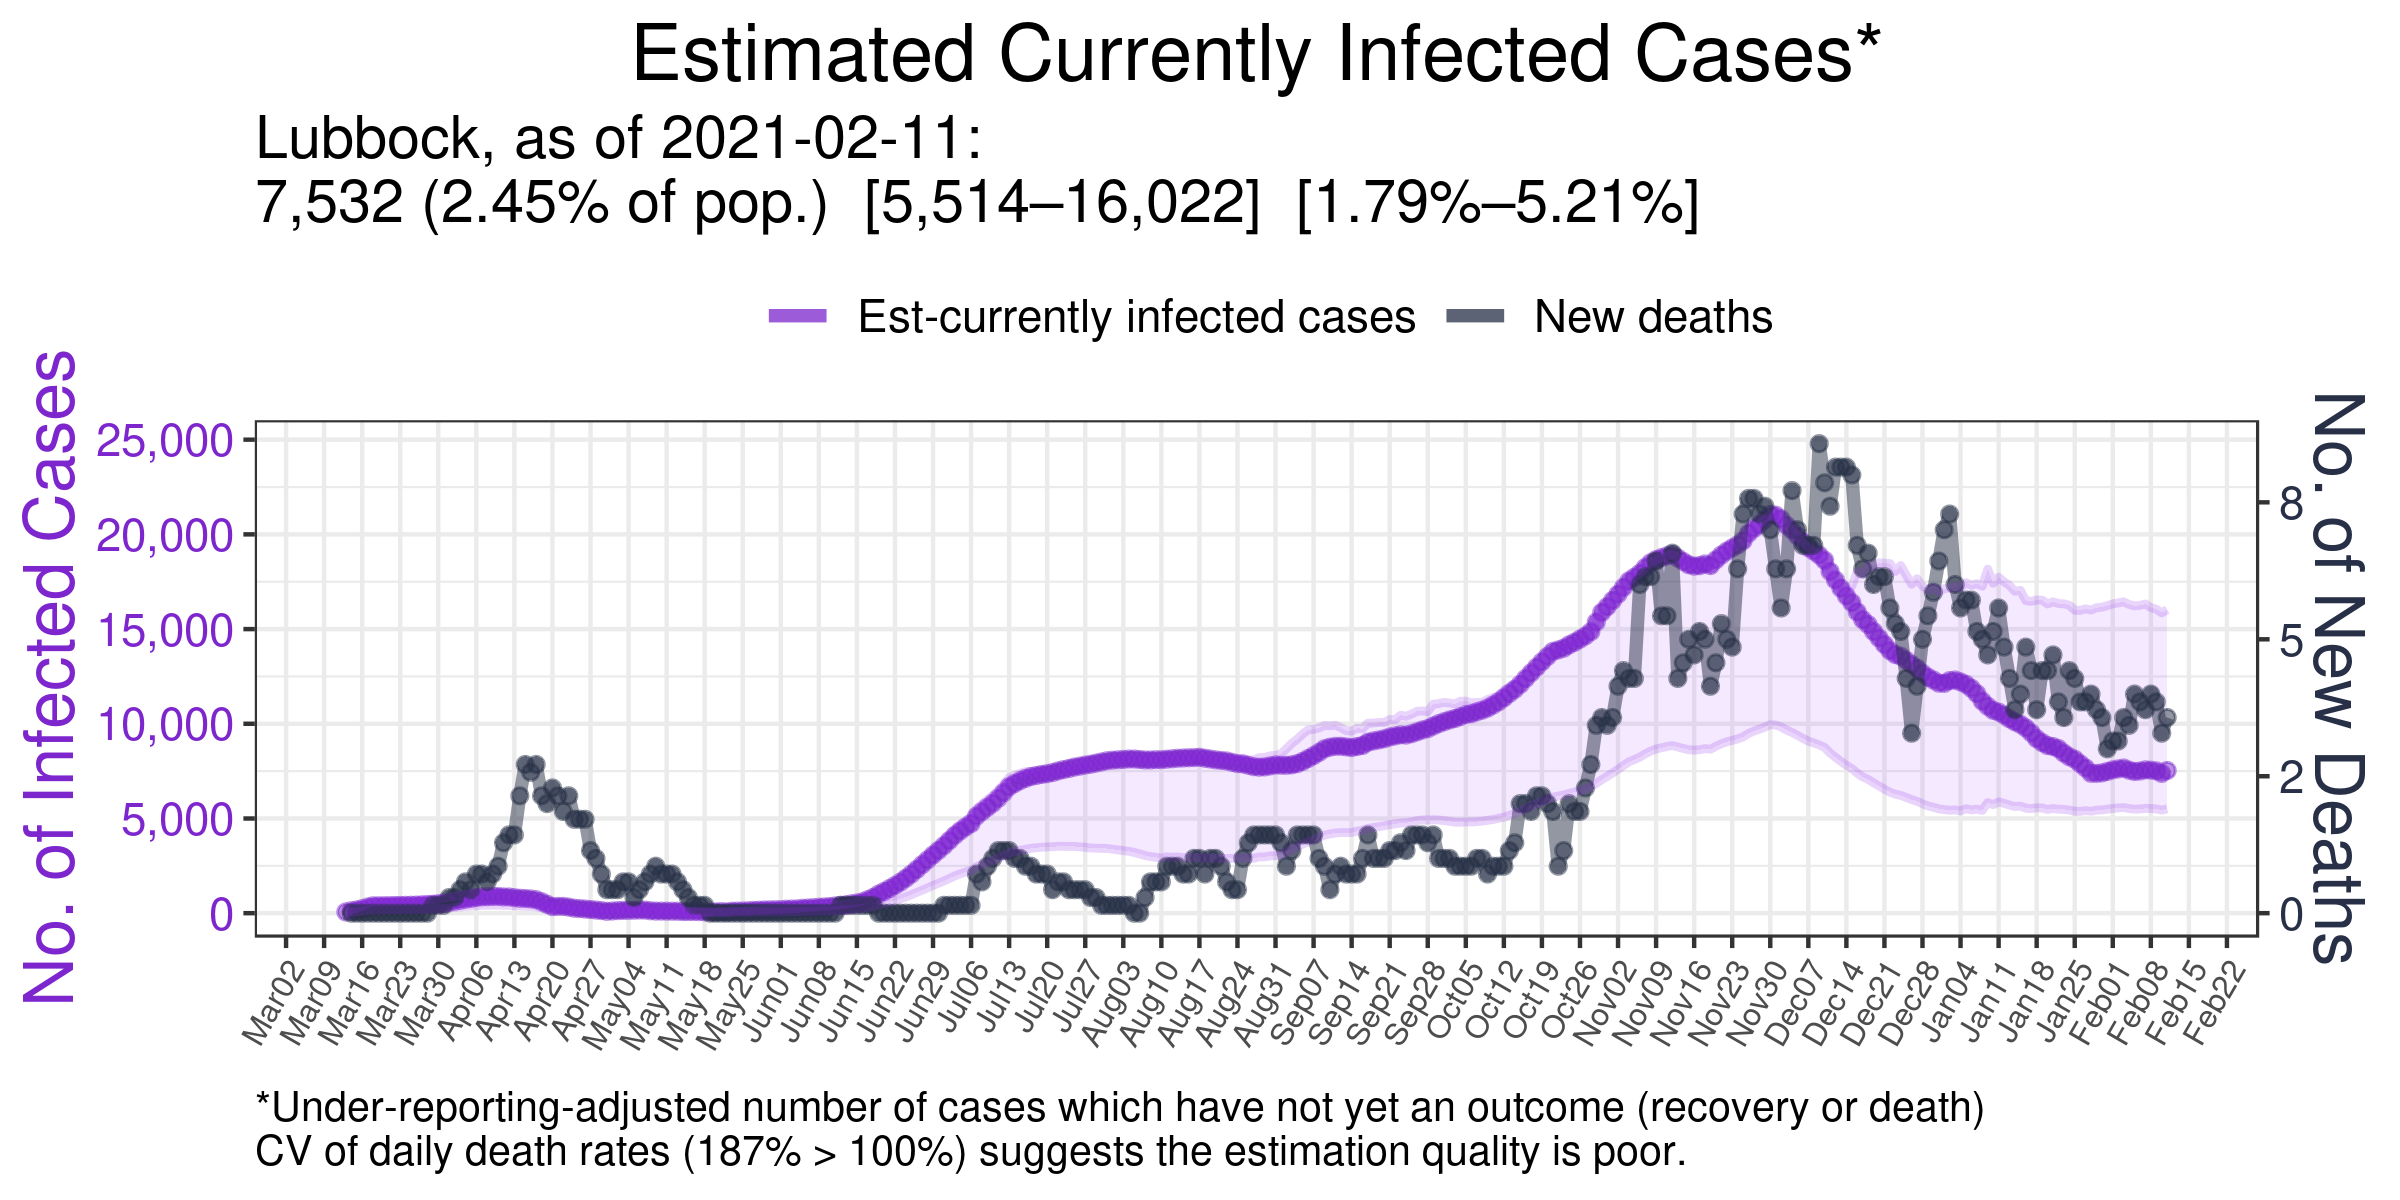 Estimated Currently Infected Cases*
Lubbock, as of 2021-02-11:
7,532 (2.45% of pop.) [5,514–16,022] [1.79%–5.21%]
Est-currently infected cases New deaths
No. of Infected Cases
25,000
20,000
15,000
10,000
5,000
0
8
5
2
0
No. of New Deaths
Mar02 Mar09 Mar16 Mar23 Mar30 Apr06 Apr13 Apr20 Apr27 May04 May11 May18 May25 Jun01 Jun08 Jun15 Jun22 Jun29 Jul06 Jul13 Jul20 Jul27 Aug03 Aug10 Aug17 Aug24 Aug31 Sep07 Sep14 Sep21 Sep28 Oct05 Oct12 Oct19 Oct26 Nov02 Nov09 Nov16 Nov23 Nov30 Dec07 Dec14 Dec21 Dec28 Jan04 Jan11 Jan18 Jan25 Feb01 Feb08 Feb15 Feb22
*Under-reporting-adjusted number of cases which have not yet an outcome (recovery or death)
CV of daily death rates (187% > 100%) suggests the estimation quality is poor.